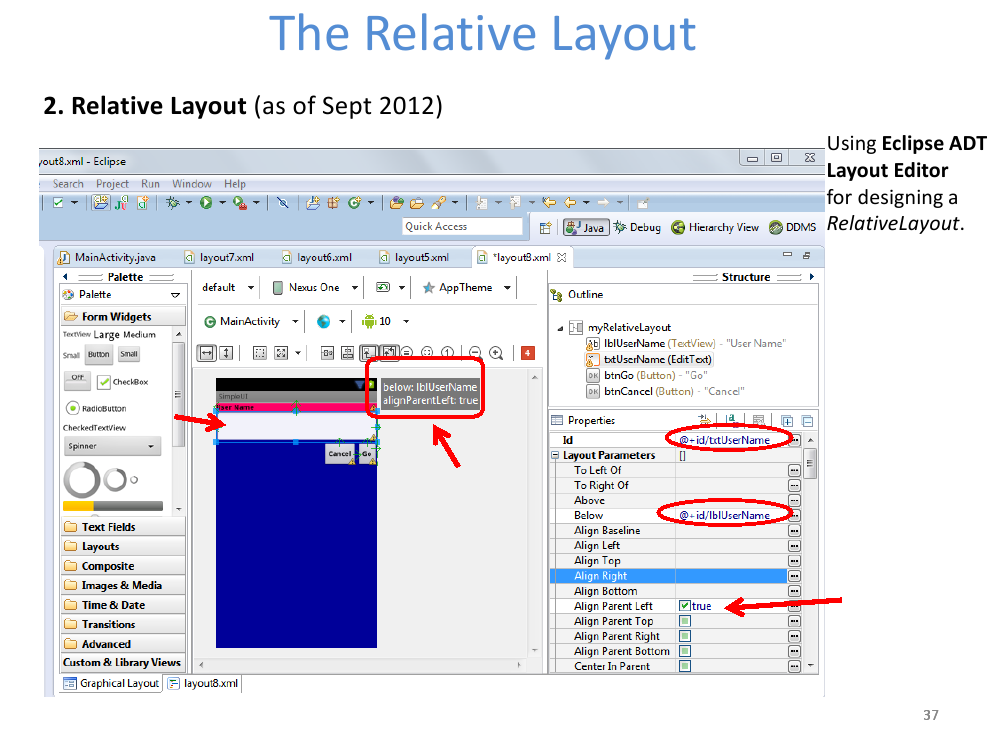 The Relative Layout
2. Relative Layout (as of Sept 2012)
Using Eclipse ADT
Layout Editor
for designing a
RelativeLayout.
yout8.xml - Eclipse
Search Project Run Window Help
Quick Access
Java Debug Hierarchy View DDMS
MainActivity.java layout7.xml layout6.xml layout5.xml *layout8.xml
Palette
Palette
Form Widgets
TextView Large Medium
Small Button Small
OFF CheckBox
RadioButton
CheckedTextView
Spinner
Text Fields
Layouts
Composite
Images & Media
Time & Date
Transitions
Advanced
Custom & Library Views
Graphical Layout layout8.xml
default Nexus One AppTheme
MainActivity 10
4
below: lblUserName
alignParentLeft: true
SimpleUI
User Name
Cancel Go
Structure
Outline
myRelativeLayout
lblUserName (TextView) - "User Name"
txtUserName (EditText)
btnGo (Button) - "Go"
btnCancel (Button) - "Cancel"
Properties
Id @+id/txtUserName
Layout Parameters []
To Left Of
To Right Of
Above
Below @+id/lblUserName
Align Baseline
Align Left
Align Top
Align Right
Align Bottom
Align Parent Left true
Align Parent Top
Align Parent Right
Align Parent Bottom
Center In Parent
37